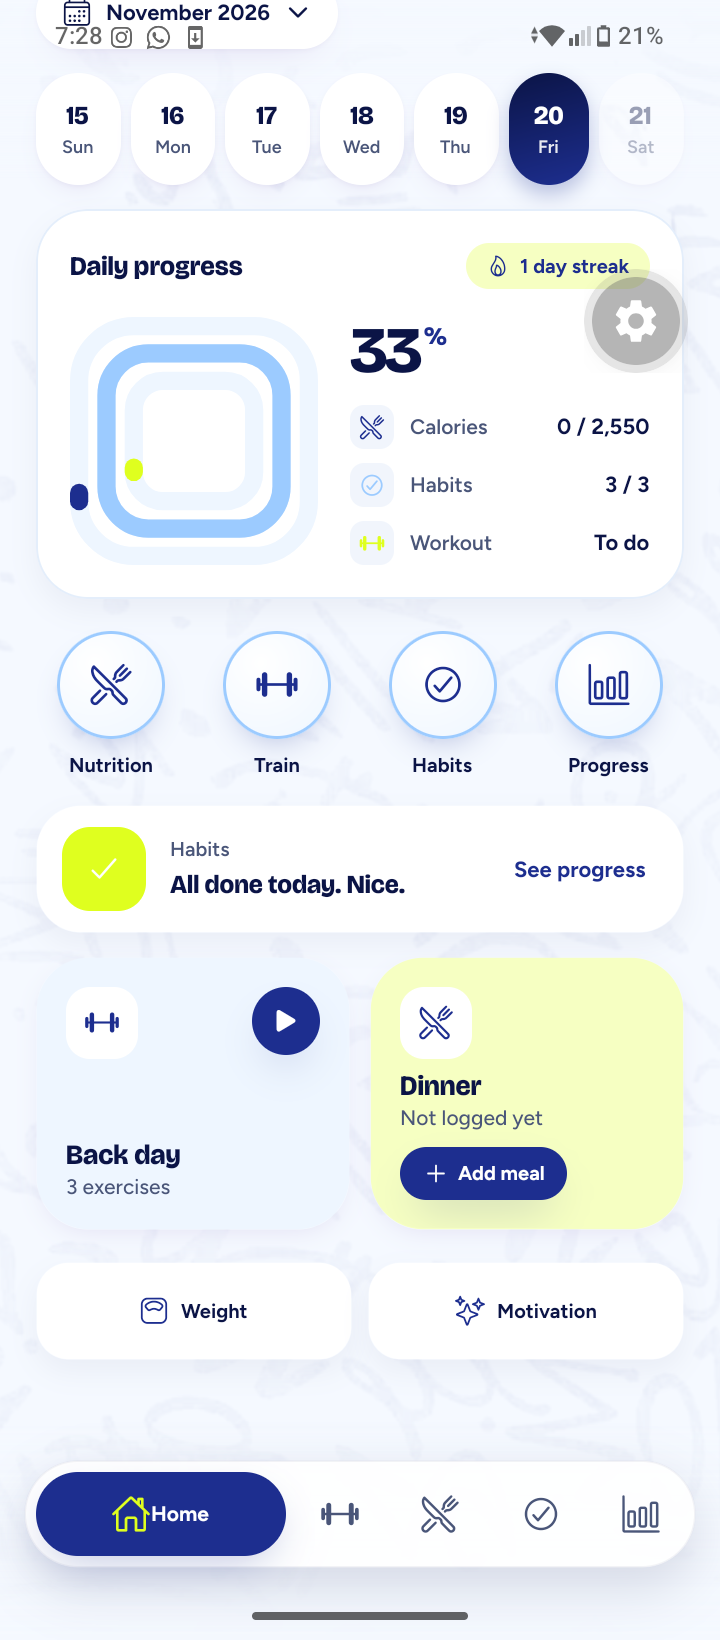 November 2026
7:28
21%
15 16 17 18 19 20 21
Sun Mon Tue Wed Thu Fri Sat
Daily progress
1 day streak
33%
Calories 0 / 2,550
Habits 3 / 3
Workout To do
Nutrition Train Habits Progress
Habits
All done today. Nice.
See progress
Back day
3 exercises
Dinner
Not logged yet
Add meal
Weight
Motivation
Home